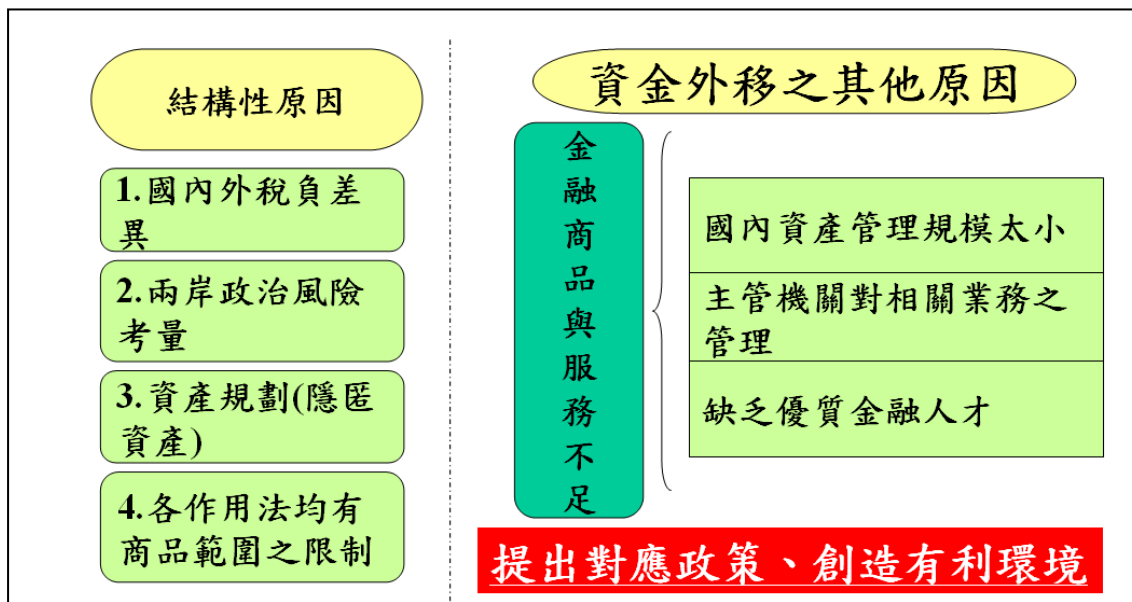 結構性原因
1.國內外稅負差
異
2.兩岸政治風險
考量
3.資產規劃(隱匿
資產)
4.各作用法均有
商品範圍之限制
資金外移之其他原因
金融商品與服務不足
國內資產管理規模太小
主管機關對相關業務之
管理
缺乏優質金融人才
提出對應政策、創造有利環境